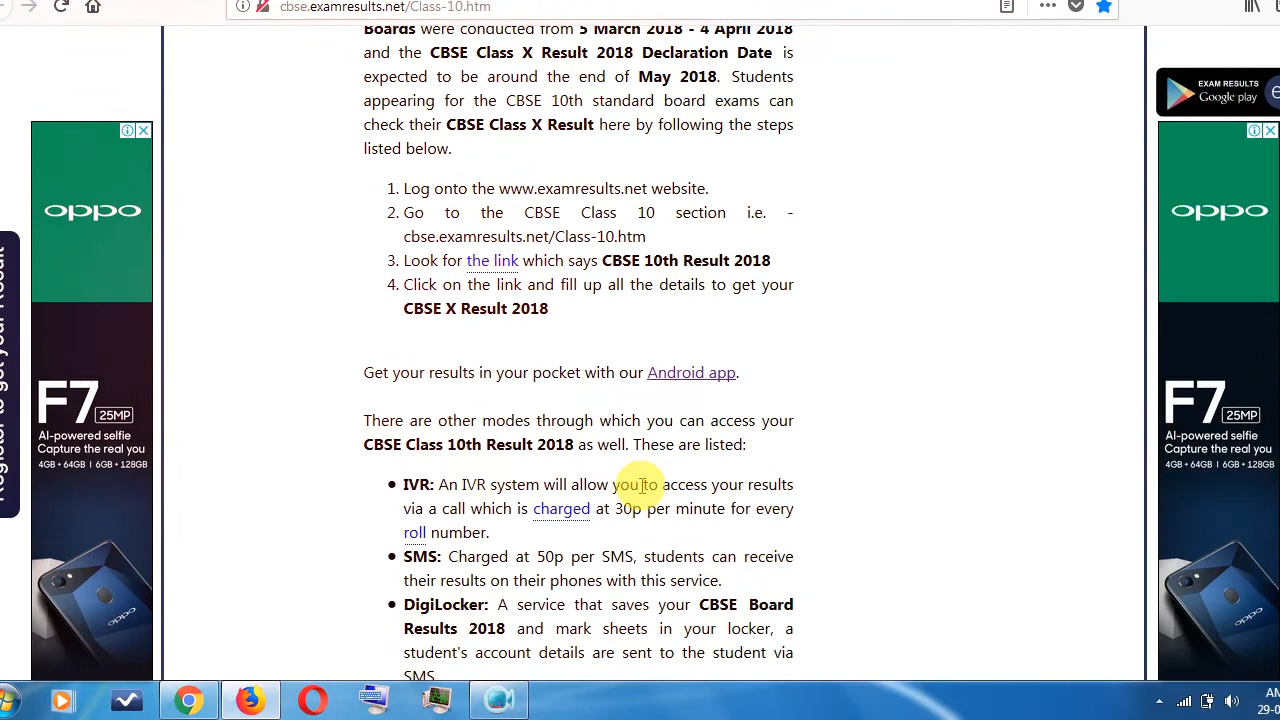 cbse.examresults.net/Class-10.htm
Boards were conducted from 5 March 2018 - 4 April 2018
and the CBSE Class X Result 2018 Declaration Date is
expected to be around the end of May 2018. Students
appearing for the CBSE 10th standard board exams can
check their CBSE Class X Result here by following the steps
listed below.
1. Log onto the www.examresults.net website.
2. Go to the CBSE Class 10 section i.e. -
cbse.examresults.net/Class-10.htm
3. Look for the link which says CBSE 10th Result 2018
4. Click on the link and fill up all the details to get your
CBSE X Result 2018
Get your results in your pocket with our Android app.
There are other modes through which you can access your
CBSE Class 10th Result 2018 as well. These are listed:
• IVR: An IVR system will allow you to access your results
via a call which is charged at 30p per minute for every
roll number.
• SMS: Charged at 50p per SMS, students can receive
their results on their phones with this service.
• DigiLocker: A service that saves your CBSE Board
Results 2018 and mark sheets in your locker, a
student's account details are sent to the student via
SMS
Register to get your Result
oppo
F7 25MP
AI-powered selfie
Capture the real you
4GB + 64GB | 6GB + 128GB
oppo
EXAM RESULTS
Google play
oppo
F7 25MP
AI-powered selfie
Capture the real you
4GB + 64GB | 6GB + 128GB
oppo
AM
29-0